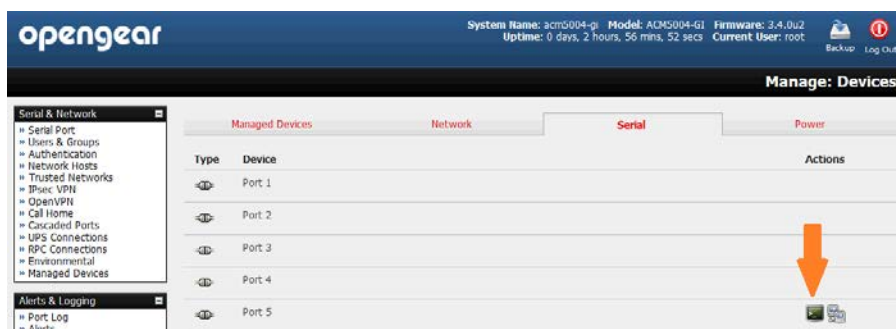 opengear
System Name: acm5004-gi Model: ACM5004-GI Firmware: 3.4.0u2
Uptime: 0 days, 2 hours, 56 mins, 52 secs Current User: root
Backup
Log Out
Manage: Devices
Serial & Network
» Serial Port
» Users & Groups
» Authentication
» Network Hosts
» Trusted Networks
» IPsec VPN
» OpenVPN
» Call Home
» Cascaded Ports
» UPS Connections
» RPC Connections
» Environmental
» Managed Devices
Alerts & Logging
» Port Log
» Alerts
Managed Devices Network Serial Power
Type Device Actions
Port 1
Port 2
Port 3
Port 4
Port 5